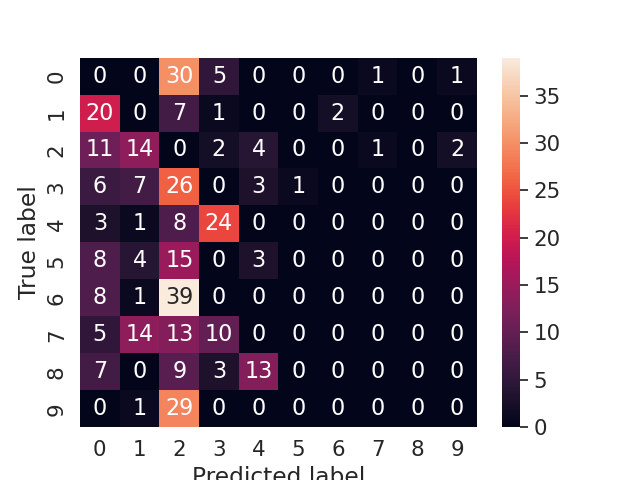 0 0 0 30 5 0 0 0 1 0 1
1 20 0 7 1 0 0 2 0 0 0
2 11 14 0 2 4 0 0 1 0 2
3 6 7 26 0 3 1 0 0 0 0
4 3 1 8 24 0 0 0 0 0 0
5 8 4 15 0 3 0 0 0 0 0
6 8 1 39 0 0 0 0 0 0 0
7 5 14 13 10 0 0 0 0 0 0
8 7 0 9 3 13 0 0 0 0 0
9 0 1 29 0 0 0 0 0 0 0
0 1 2 3 4 5 6 7 8 9
Predicted label
True label
35
30
25
20
15
10
5
0